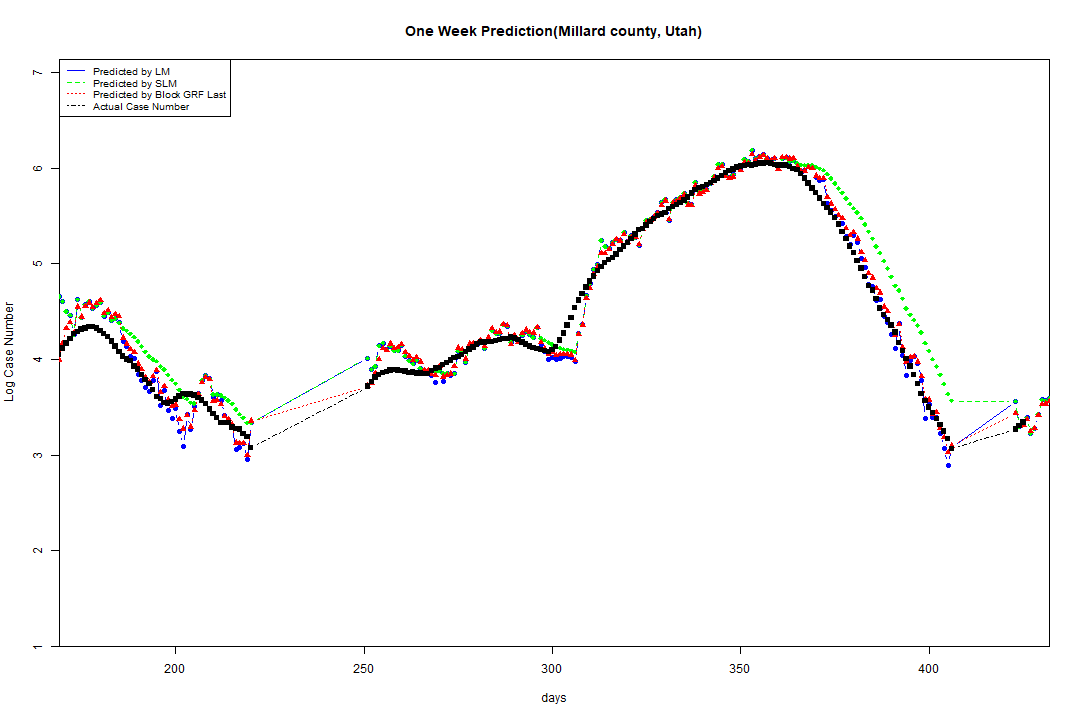 One Week Prediction(Millard county, Utah)
Predicted by LM
Predicted by SLM
Predicted by Block GRF Last
Actual Case Number
7
6
5
4
3
2
1
Log Case Number
200 250 300 350 400
days